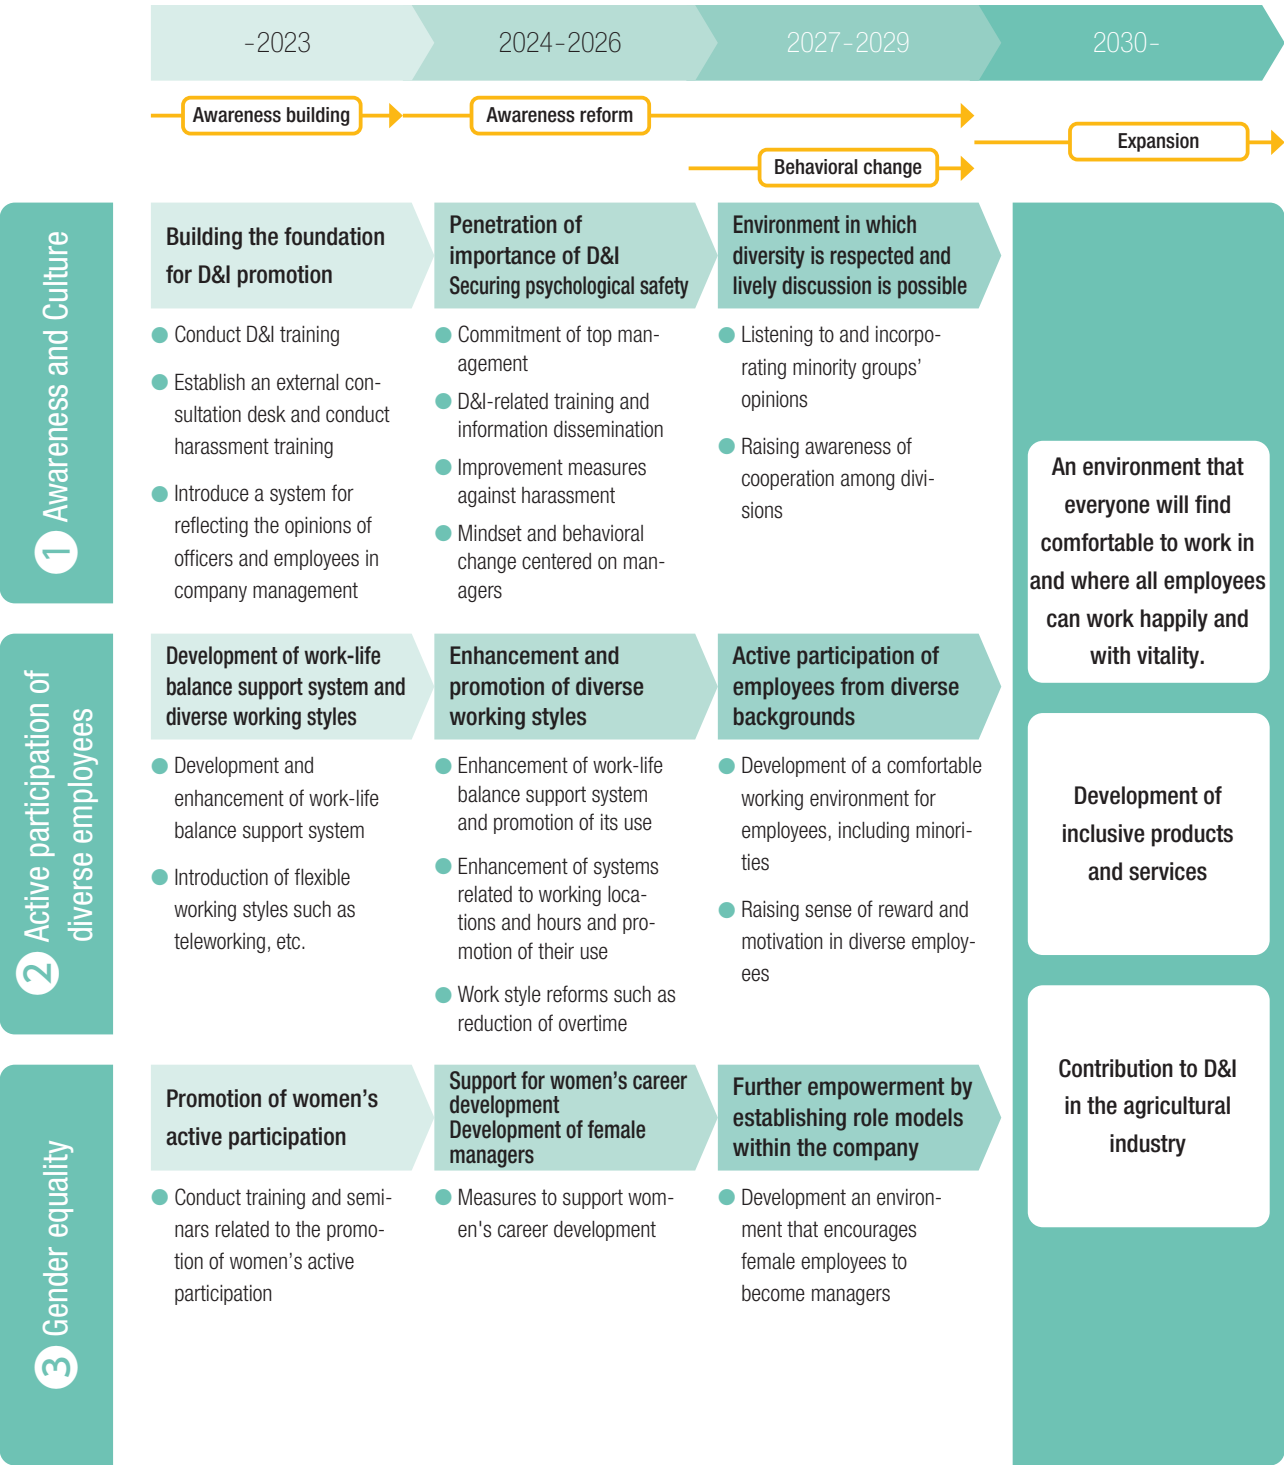 -2023
2024-2026
2027-2029
2030-
Awareness building
Awareness reform
Behavioral change
Expansion
1 Awareness and Culture
Building the foundation
for D&I promotion
Conduct D&I training
Establish an external con-
sultation desk and conduct
harassment training
Introduce a system for
reflecting the opinions of
officers and employees in
company management
Penetration of
importance of D&I
Securing psychological safety
Commitment of top man-
agement
D&I-related training and
information dissemination
Improvement measures
against harassment
Mindset and behavioral
change centered on man-
agers
Environment in which
diversity is respected and
lively discussion is possible
Listening to and incorpo-
rating minority groups’
opinions
Raising awareness of
cooperation among divi-
sions
2 Active participation of
diverse employees
Development of work-life
balance support system and
diverse working styles
Development and
enhancement of work-life
balance support system
Introduction of flexible
working styles such as
teleworking, etc.
Enhancement and
promotion of diverse
working styles
Enhancement of work-life
balance support system
and promotion of its use
Enhancement of systems
related to working loca-
tions and hours and pro-
motion of their use
Work style reforms such as
reduction of overtime
Active participation of
employees from diverse
backgrounds
Development of a comfortable
working environment for
employees, including minori-
ties
Raising sense of reward and
motivation in diverse employ-
ees
3 Gender equality
Promotion of women’s
active participation
Conduct training and semi-
nars related to the promo-
tion of women’s active
participation
Support for women’s career
development
Development of female
managers
Measures to support wom-
en's career development
Further empowerment by
establishing role models
within the company
Development an environ-
ment that encourages
female employees to
become managers
An environment that
everyone will find
comfortable to work in
and where all employees
can work happily and
with vitality.
Development of
inclusive products
and services
Contribution to D&I
in the agricultural
industry